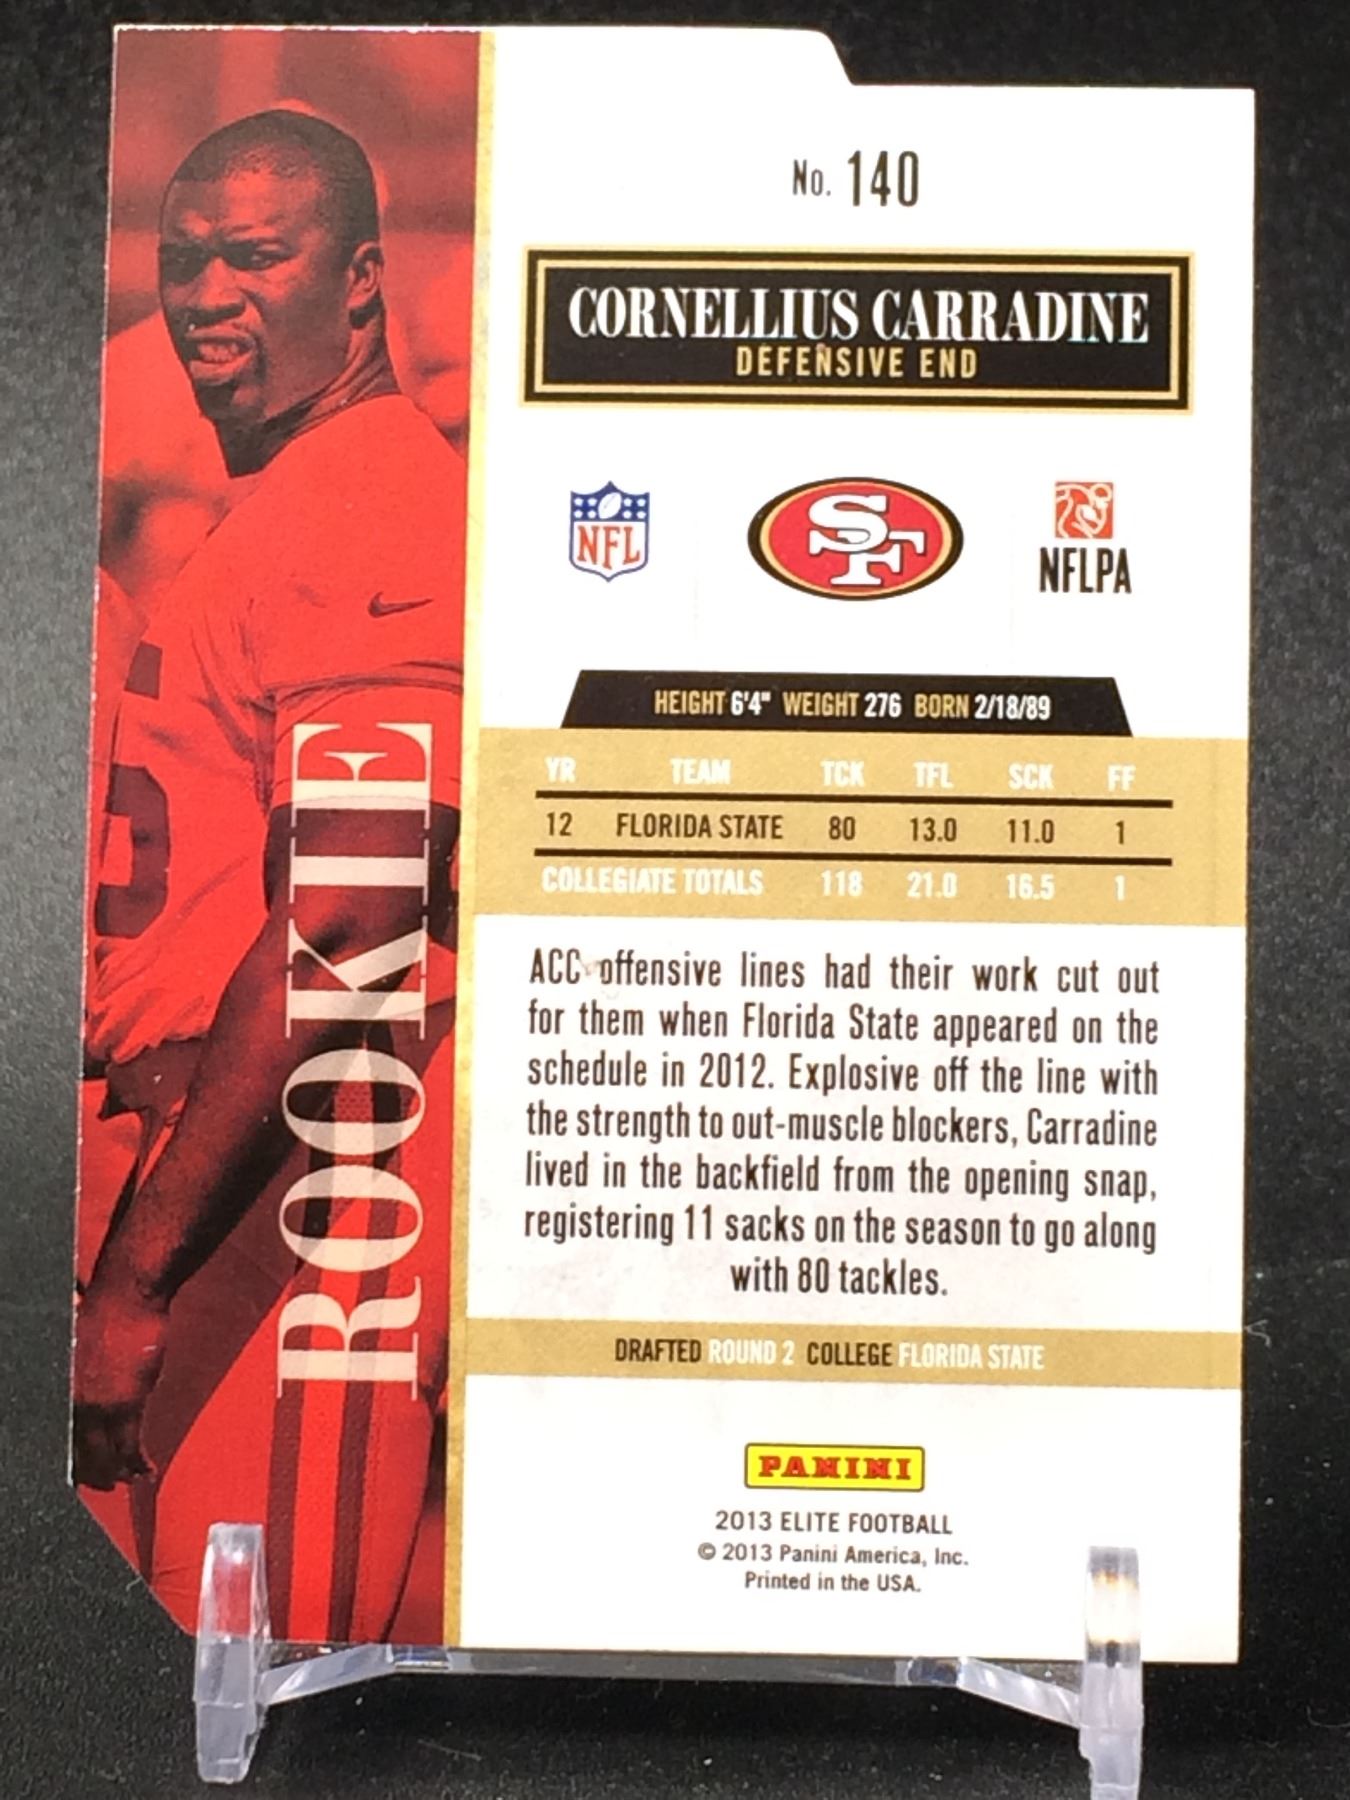 No. 140
CORNELLIUS CARRADINE
DEFENSIVE END
NFL
SF
NFLPA
HEIGHT 6'4" WEIGHT 276 BORN 2/18/89
YR TEAM TCK TFL SCK FF
12 FLORIDA STATE 80 13.0 11.0 1
COLLEGIATE TOTALS 118 21.0 16.5 1
ACC offensive lines had their work cut out
for them when Florida State appeared on the
schedule in 2012. Explosive off the line with
the strength to out-muscle blockers, Carradine
lived in the backfield from the opening snap,
registering 11 sacks on the season to go along
with 80 tackles.
DRAFTED ROUND 2 COLLEGE FLORIDA STATE
PANINI
2013 ELITE FOOTBALL
© 2013 Panini America, Inc.
Printed in the USA.
ROOKIE
5